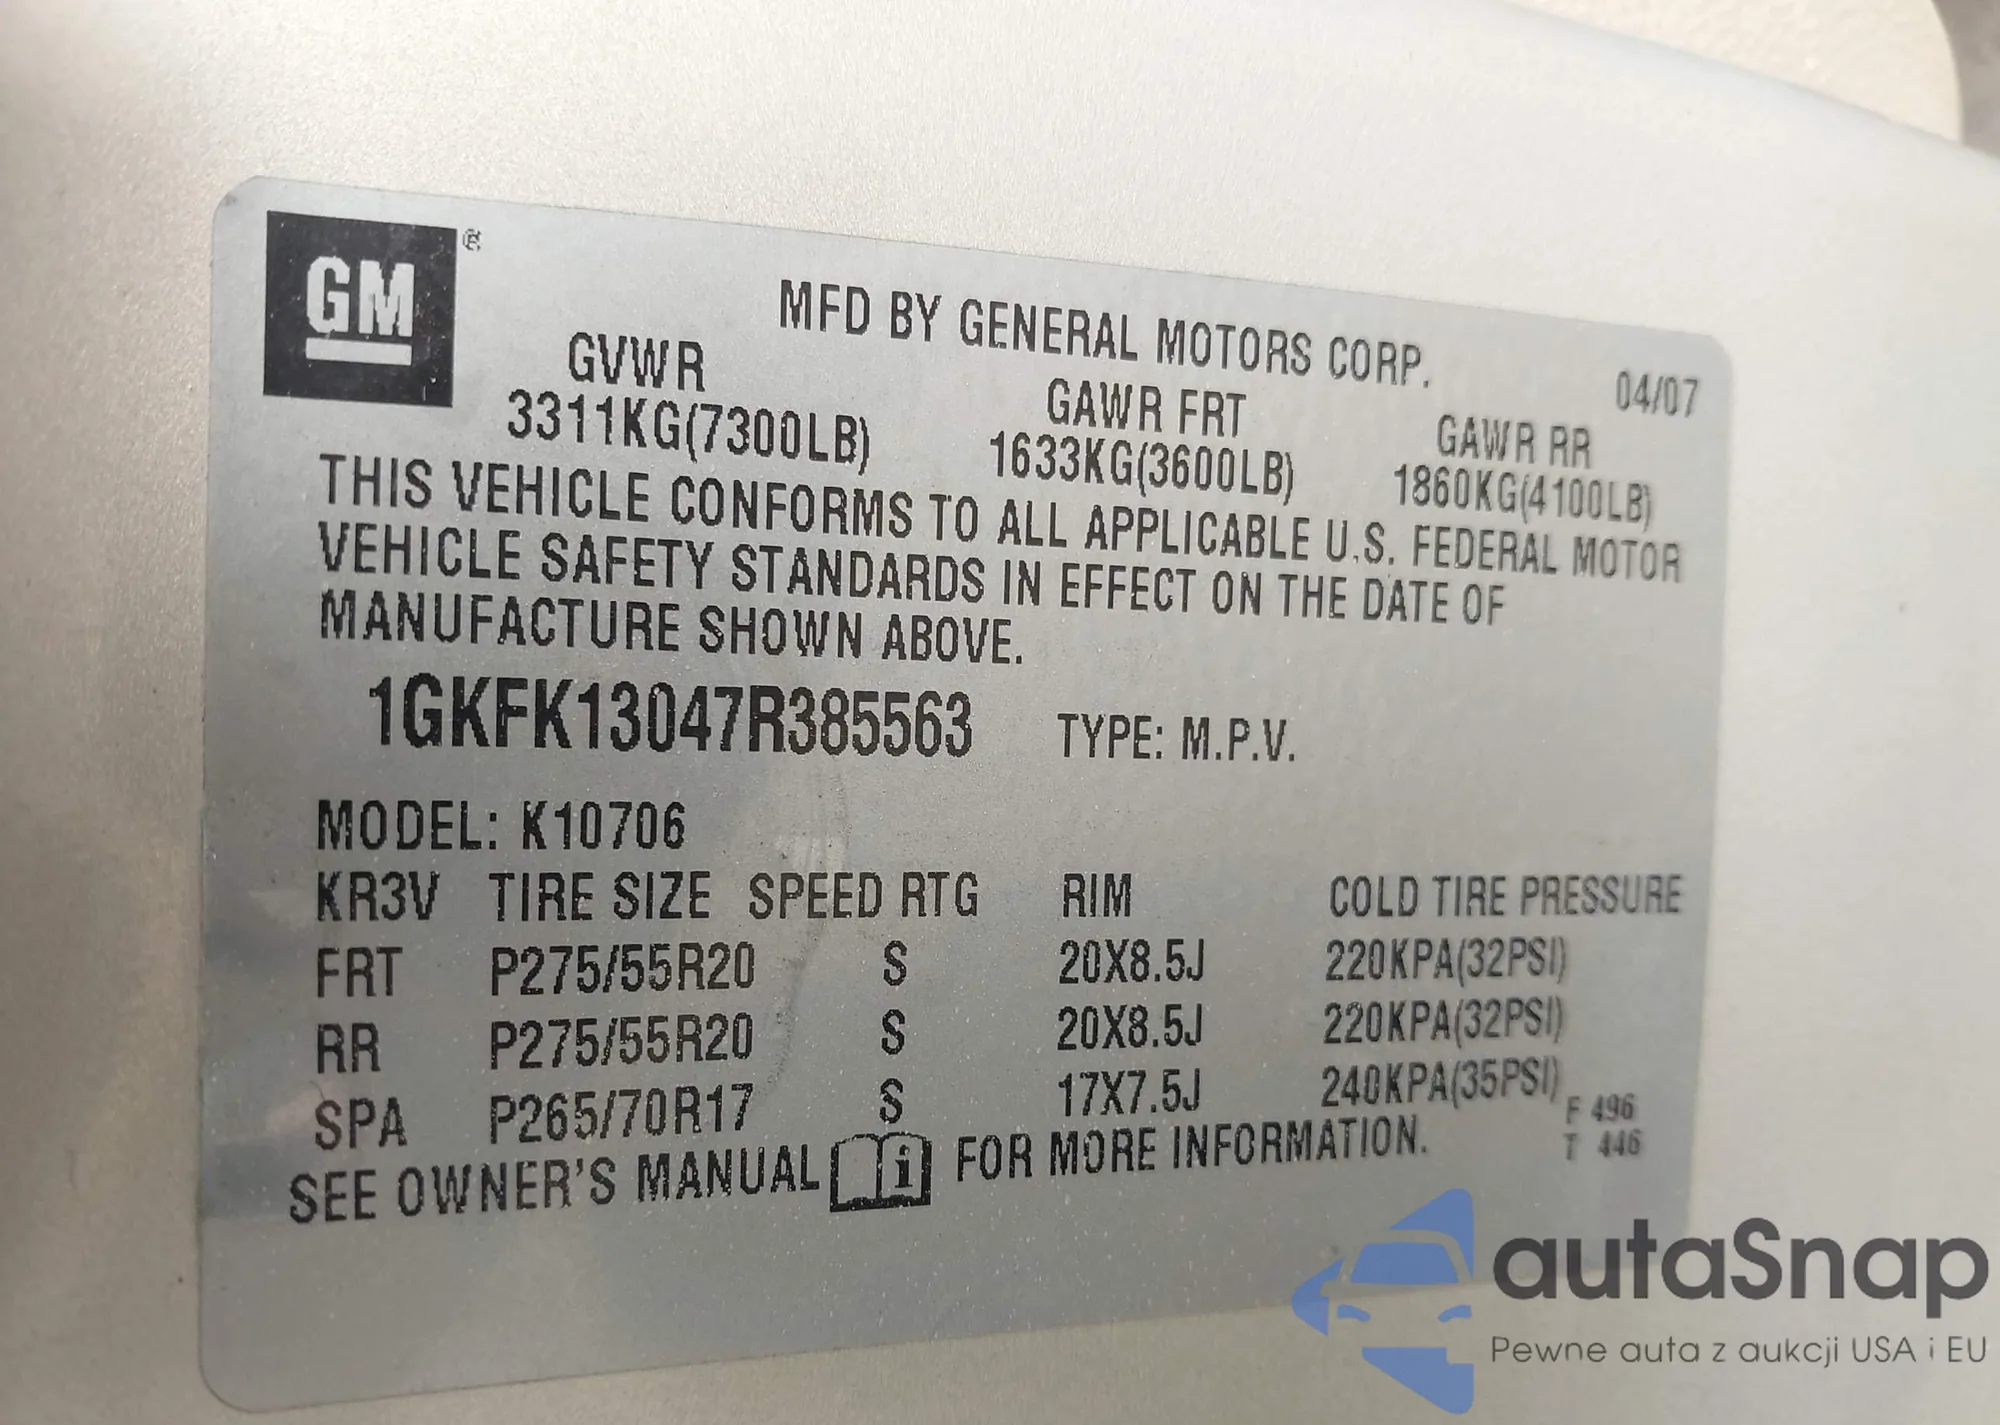 GM®
MFD BY GENERAL MOTORS CORP.
04/07
GVWR GAWR FRT GAWR RR
3311KG(7300LB) 1633KG(3600LB) 1860KG(4100LB)
THIS VEHICLE CONFORMS TO ALL APPLICABLE U.S. FEDERAL MOTOR
VEHICLE SAFETY STANDARDS IN EFFECT ON THE DATE OF
MANUFACTURE SHOWN ABOVE.
1GKFK13047R385563 TYPE: M.P.V.
MODEL: K10706
KR3V TIRE SIZE SPEED RTG RIM COLD TIRE PRESSURE
FRT P275/55R20 S 20X8.5J 220KPA(32PSI)
RR P275/55R20 S 20X8.5J 220KPA(32PSI)
SPA P265/70R17 S 17X7.5J 240KPA(35PSI)
F 496
T 446
SEE OWNER'S MANUAL i FOR MORE INFORMATION.
autaSnap
Pewne auta z aukcji USA i EU